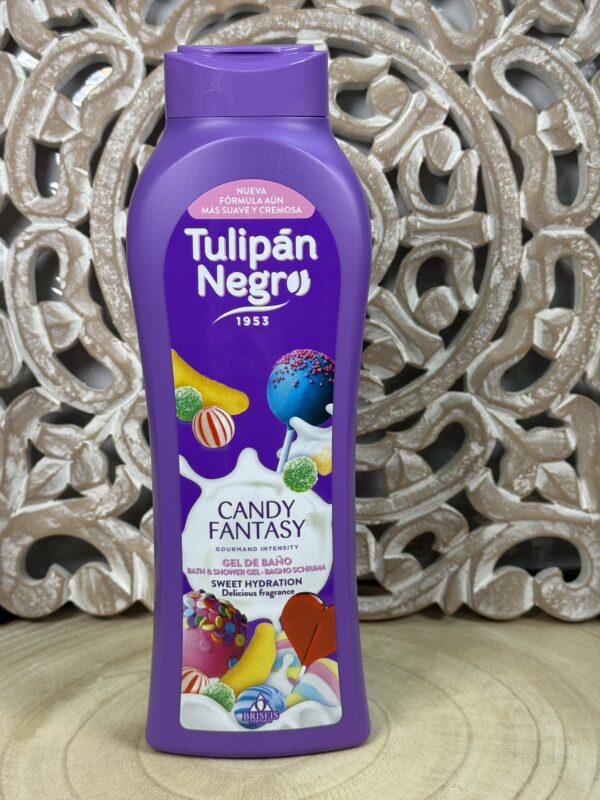 NUEVA
FÓRMULA AÚN
MÁS SUAVE Y CREMOSA
Tulipán
Negro
1953
CANDY
FANTASY
GOURMAND INTENSITY
GEL DE BAÑO
BATH & SHOWER GEL - BAGNO SCHIUMA
SWEET HYDRATION
Delicious fragrance
BRISEIS